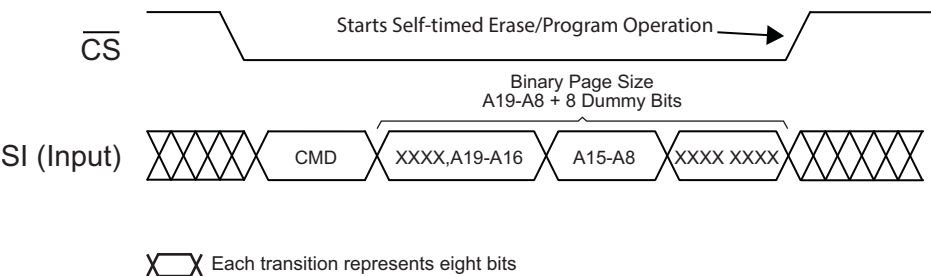 Starts Self-timed Erase/Program Operation
CS
Binary Page Size
A19-A8 + 8 Dummy Bits
SI (Input)
CMD
XXXX,A19-A16
A15-A8
XXXX XXXX
Each transition represents eight bits